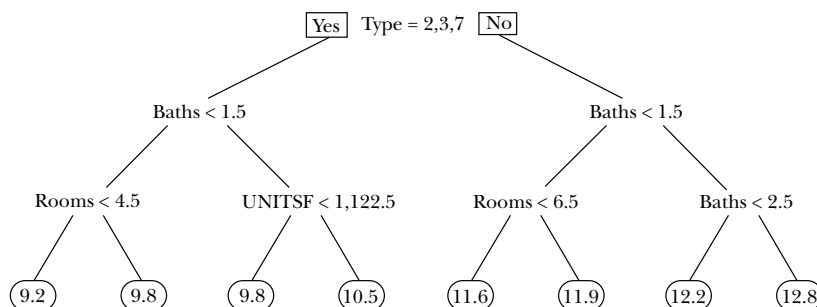 Yes Type = 2,3,7 No
Baths < 1.5 Baths < 1.5
Rooms < 4.5 UNITSF < 1,122.5 Rooms < 6.5 Baths < 2.5
9.2 9.8 9.8 10.5 11.6 11.9 12.2 12.8